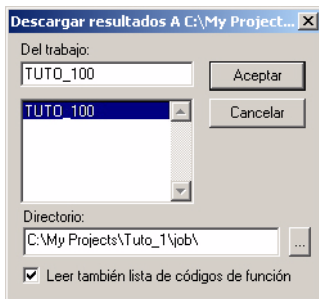 Descargar resultados A C:\My Project...
Del trabajo:
TUTO_100
Aceptar
TUTO_100
Cancelar
Directorio:
C:\My Projects\Tuto_1\job\
...
Leer también lista de códigos de función